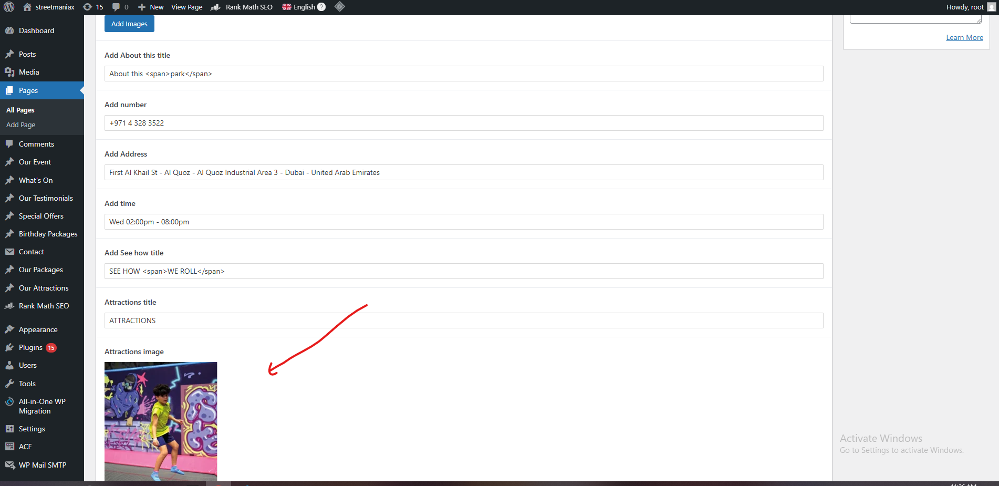 streetmaniax
15
0
New
View Page
Rank Math SEO
English
?
Howdy, root
Dashboard
Posts
Media
Pages
All Pages
Add Page
Comments
Our Event
What's On
Our Testimonials
Special Offers
Birthday Packages
Contact
Our Packages
Our Attractions
Rank Math SEO
Appearance
Plugins 15
Users
Tools
All-in-One WP
Migration
Settings
ACF
WP Mail SMTP
Add Images
Add About this title
About this <span>park</span>
Add number
+971 4 328 3522
Add Address
First Al Khail St - Al Quoz - Al Quoz Industrial Area 3 - Dubai - United Arab Emirates
Add time
Wed 02:00pm - 08:00pm
Add See how title
SEE HOW <span>WE ROLL</span>
Attractions title
ATTRACTIONS
Attractions image
Learn More
Activate Windows
Go to Settings to activate Windows.